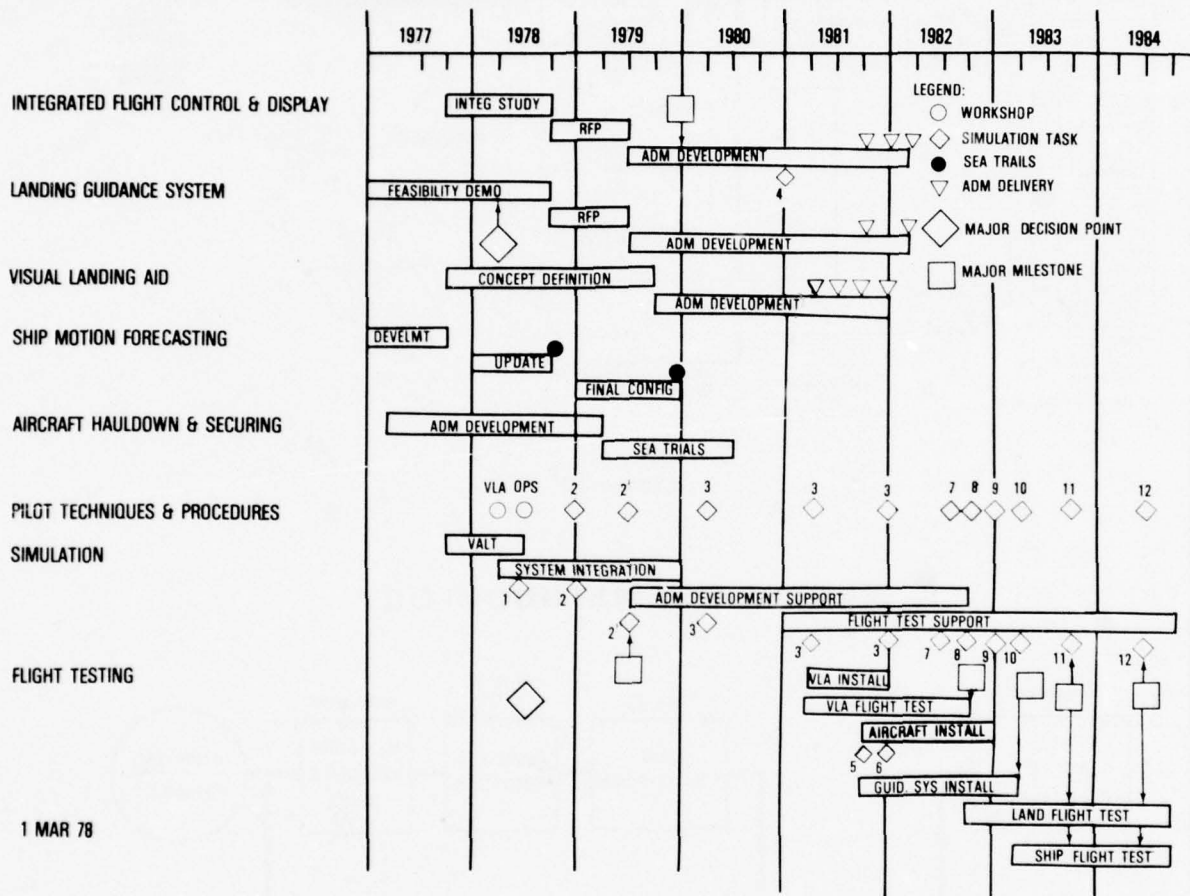 1977 1978 1979 1980 1981 1982 1983 1984
LEGEND:
WORKSHOP
SIMULATION TASK
SEA TRAILS
ADM DELIVERY
MAJOR DECISION POINT
MAJOR MILESTONE
INTEGRATED FLIGHT CONTROL & DISPLAY
INTEG STUDY
RFP
ADM DEVELOPMENT
4
LANDING GUIDANCE SYSTEM
FEASIBILITY DEMO
RFP
ADM DEVELOPMENT
VISUAL LANDING AID
CONCEPT DEFINITION
ADM DEVELOPMENT
SHIP MOTION FORECASTING
DEVELMT
UPDATE
FINAL CONFIG
AIRCRAFT HAULDOWN & SECURING
ADM DEVELOPMENT
SEA TRIALS
PILOT TECHNIQUES & PROCEDURES
VLA OPS 2 2' 3 3 3 7 8 9 10 11 12
SIMULATION
VALT
SYSTEM INTEGRATION
1 2
ADM DEVELOPMENT SUPPORT
2' 3
FLIGHT TEST SUPPORT
3 3 7 8 9 10 11 12
FLIGHT TESTING
VLA INSTALL
VLA FLIGHT TEST
AIRCRAFT INSTALL
5 6
GUID. SYS INSTALL
LAND FLIGHT TEST
SHIP FLIGHT TEST
1 MAR 78